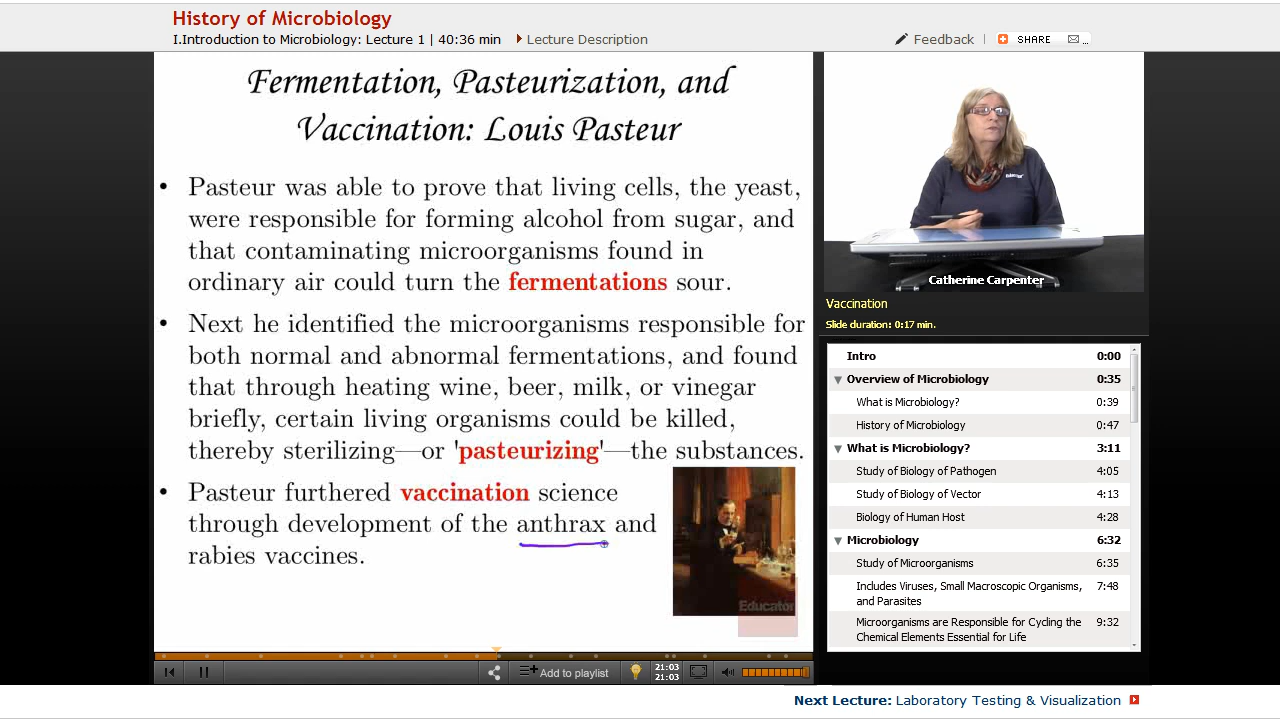 History of Microbiology
I.Introduction to Microbiology: Lecture 1 | 40:36 min
Lecture Description
Feedback
SHARE
...
Fermentation, Pasteurization, and
Vaccination: Louis Pasteur
• Pasteur was able to prove that living cells, the yeast,
were responsible for forming alcohol from sugar, and
that contaminating microorganisms found in
ordinary air could turn the fermentations sour.
• Next he identified the microorganisms responsible for
both normal and abnormal fermentations, and found
that through heating wine, beer, milk, or vinegar
briefly, certain living organisms could be killed,
thereby sterilizing—or 'pasteurizing'—the substances.
• Pasteur furthered vaccination science
through development of the anthrax and
rabies vaccines.
Educator
Add to playlist
21:03
21:03
Educator
Catherine Carpenter
Vaccination
Slide duration: 0:17 min.
Intro 0:00
Overview of Microbiology 0:35
What is Microbiology? 0:39
History of Microbiology 0:47
What is Microbiology? 3:11
Study of Biology of Pathogen 4:05
Study of Biology of Vector 4:13
Biology of Human Host 4:28
Microbiology 6:32
Study of Microorganisms 6:35
Includes Viruses, Small Macroscopic Organisms, 7:48
and Parasites
Microorganisms are Responsible for Cycling the 9:32
Chemical Elements Essential for Life
Next Lecture: Laboratory Testing & Visualization